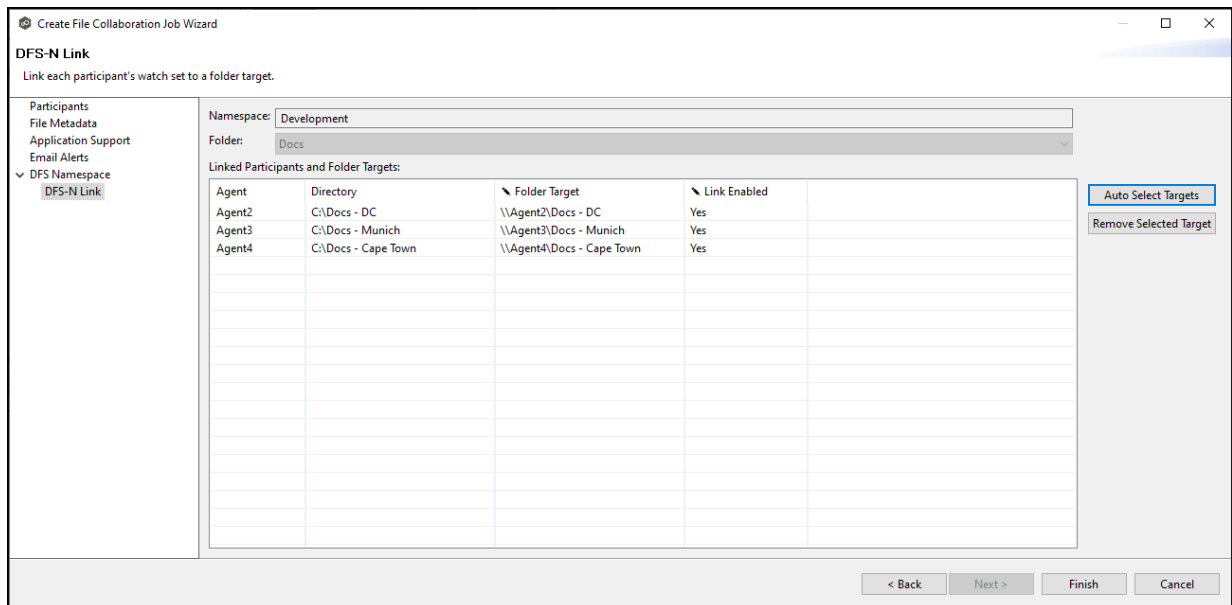 Create File Collaboration Job Wizard
DFS-N Link
Link each participant's watch set to a folder target.
Participants
File Metadata
Application Support
Email Alerts
DFS Namespace
DFS-N Link
Namespace: Development
Folder: Docs
Linked Participants and Folder Targets:
Agent Directory Folder Target Link Enabled
Agent2 C:\Docs - DC \\Agent2\Docs - DC Yes
Agent3 C:\Docs - Munich \\Agent3\Docs - Munich Yes
Agent4 C:\Docs - Cape Town \\Agent4\Docs - Cape Town Yes
Auto Select Targets
Remove Selected Target
< Back Next > Finish Cancel